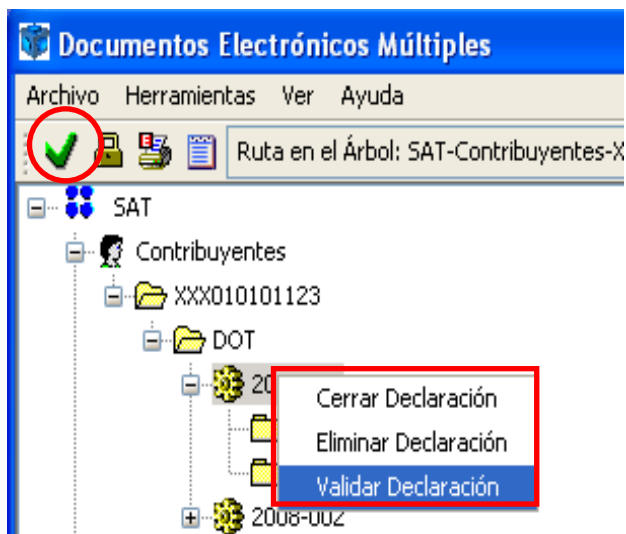 Documentos Electrónicos Múltiples
Archivo Herramientas Ver Ayuda
Ruta en el Árbol: SAT-Contribuyentes-X
SAT
Contribuyentes
XXX010101123
DOT
20
Cerrar Declaración
Eliminar Declaración
Validar Declaración
2008-002